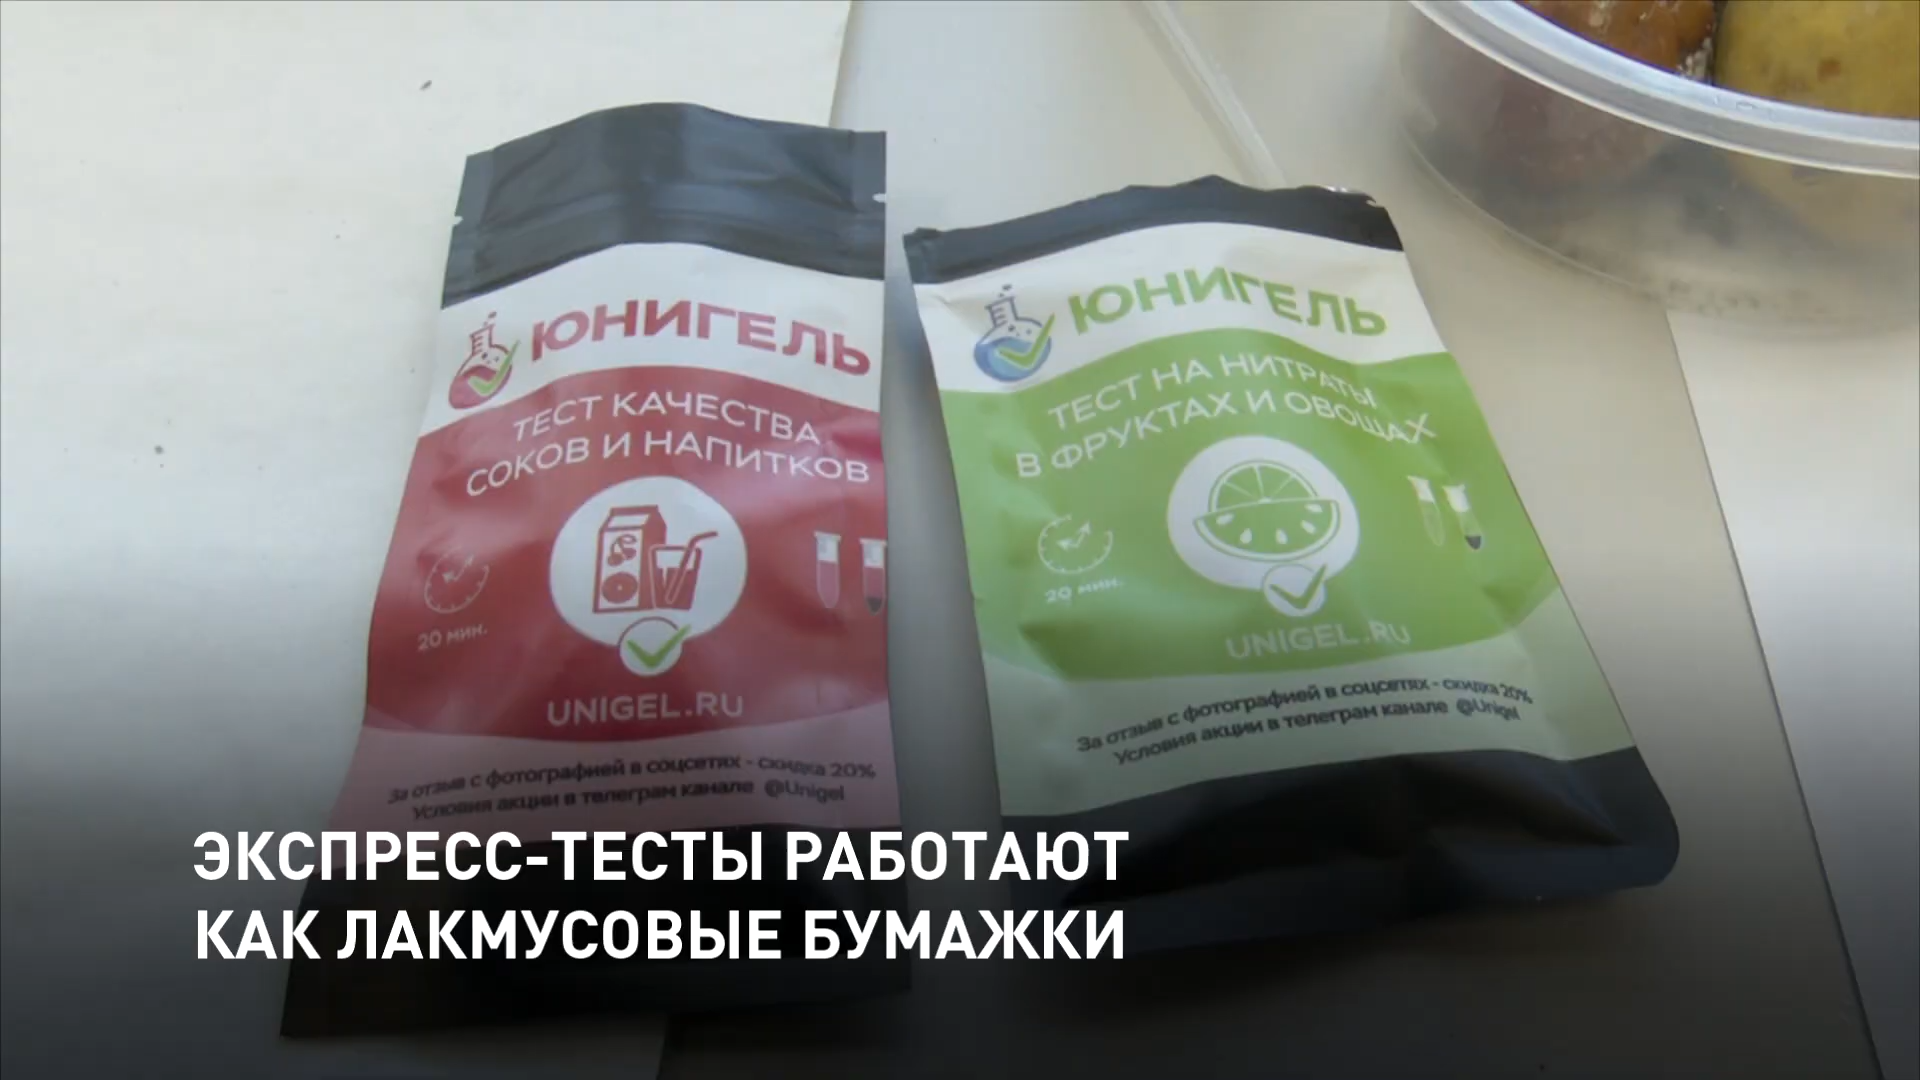 ЮНИГЕЛЬ
ТЕСТ КАЧЕСТВА
СОКОВ И НАПИТКОВ
20 мин.
UNIGEL.RU
За отзыв с фотографией в соцсетях - скидка 20%
Условия акции в телеграм канале @Unigel
ЮНИГЕЛЬ
ТЕСТ НА НИТРАТЫ
В ФРУКТАХ И ОВОЩАХ
20 мин.
UNIGEL.RU
За отзыв с фотографией в соцсетях - скидка 20%
Условия акции в телеграм канале @Unigel
ЭКСПРЕСС-ТЕСТЫ РАБОТАЮТ
КАК ЛАКМУСОВЫЕ БУМАЖКИ